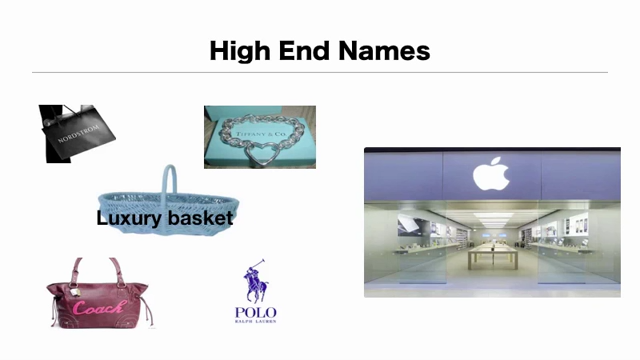 High End Names
NORDSTROM
TIFFANY & CO.
Luxury basket
Coach
POLO
RALPH LAUREN